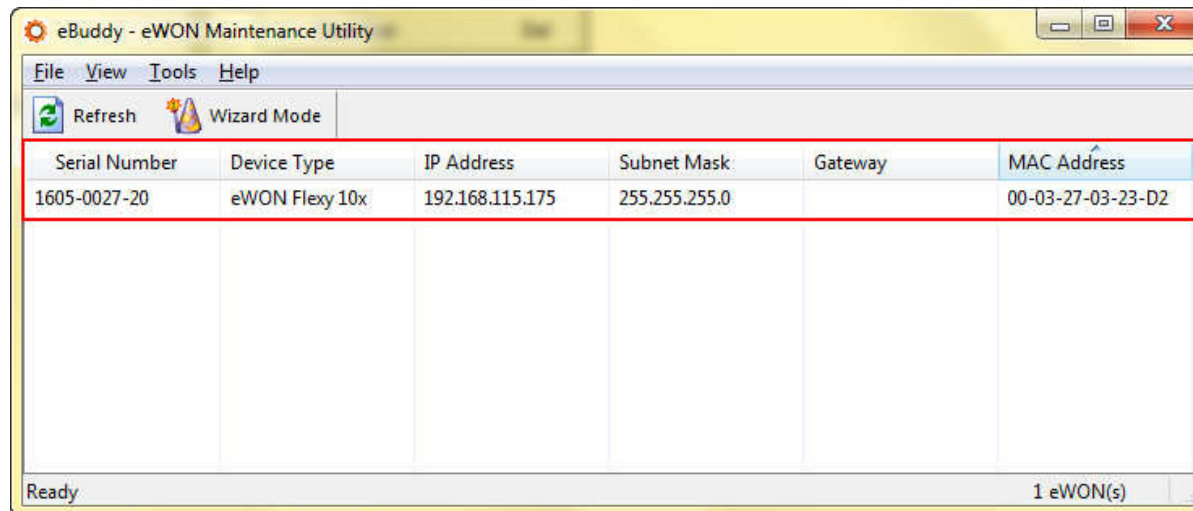 eBuddy - eWON Maintenance Utility
File View Tools Help
Refresh Wizard Mode
Serial Number Device Type IP Address Subnet Mask Gateway MAC Address
1605-0027-20 eWON Flexy 10x 192.168.115.175 255.255.255.0 00-03-27-03-23-D2
Ready 1 eWON(s)